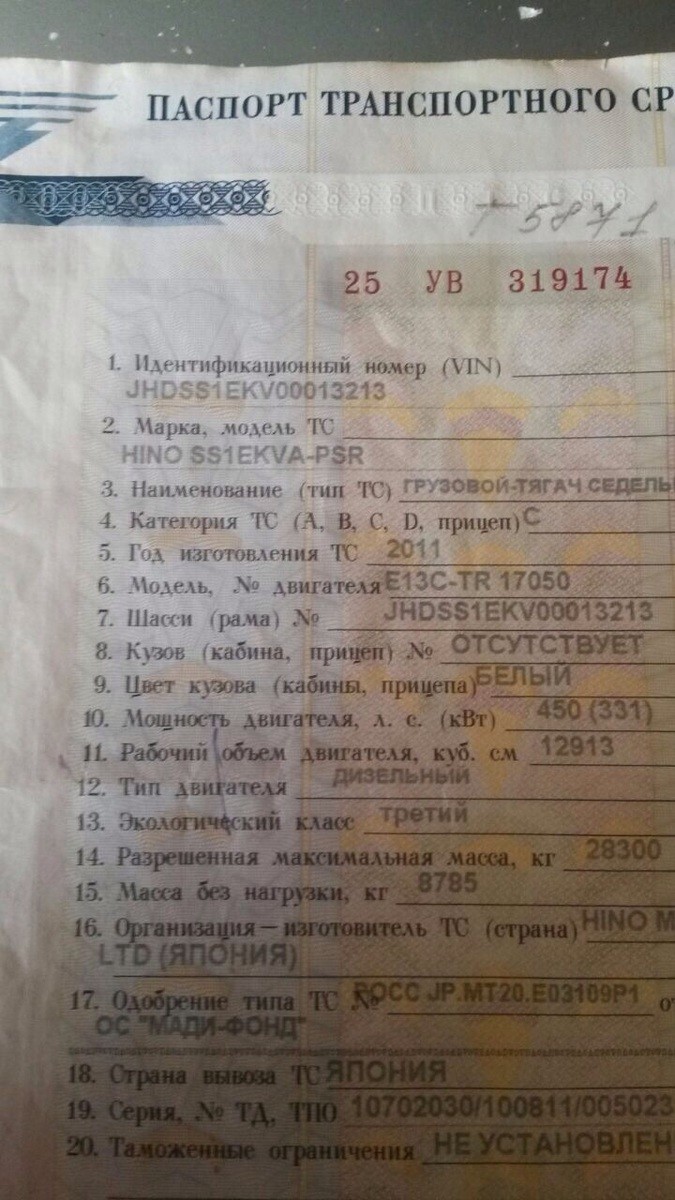 ПАСПОРТ ТРАНСПОРТНОГО СР
Т 5871
25 УВ 319174
1. Идентификационный номер (VIN)
JHDSS1EKV00013213
2. Марка, модель ТС
HINO SS1EKVA-PSR
3. Наименование (тип ТС) ГРУЗОВОЙ-ТЯГАЧ СЕДЕЛЬ
4. Категория ТС (А, В, С, D, прицеп) С
5. Год изготовления ТС 2011
6. Модель, № двигателя E13C-TR 17050
7. Шасси (рама) № JHDSS1EKV00013213
8. Кузов (кабина, прицеп) № ОТСУТСТВУЕТ
9. Цвет кузова (кабины, прицепа) БЕЛЫЙ
10. Мощность двигателя, л. с. (кВт) 450 (331)
11. Рабочий объем двигателя, куб. см 12913
12. Тип двигателя ДИЗЕЛЬНЫЙ
13. Экологический класс третий
14. Разрешенная максимальная масса, кг 28300
15. Масса без нагрузки, кг 8785
16. Организация — изготовитель ТС (страна) HINO M
LTD (ЯПОНИЯ)
17. Одобрение типа ТС № РОСС JP.MT20.E03109P1 от
ОС "МАДИ-ФОНД"
18. Страна вывоза ТС ЯПОНИЯ
19. Серия, № ТД, ТПО 10702030/100811/005023
20. Таможенные ограничения НЕ УСТАНОВЛЕН